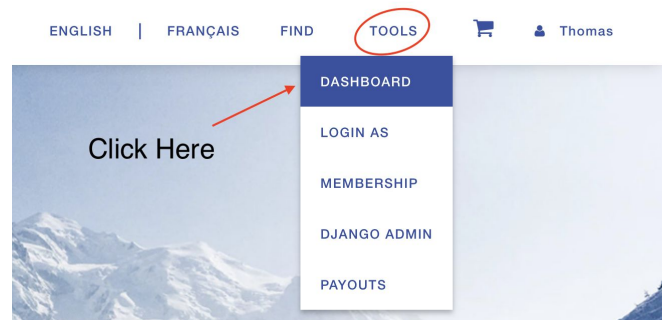 ENGLISH | FRANÇAIS FIND TOOLS Thomas
DASHBOARD
LOGIN AS
Click Here
MEMBERSHIP
DJANGO ADMIN
PAYOUTS